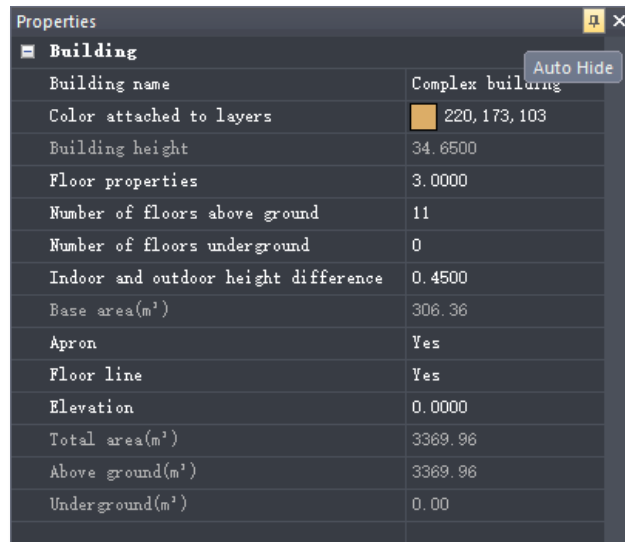 Properties
Building
Auto Hide
Building name Complex building
Color attached to layers 220, 173, 103
Building height 34.6500
Floor properties 3.0000
Number of floors above ground 11
Number of floors underground 0
Indoor and outdoor height difference 0.4500
Base area(m²) 306.36
Apron Yes
Floor line Yes
Elevation 0.0000
Total area(m²) 3369.96
Above ground(m²) 3369.96
Underground(m²) 0.00